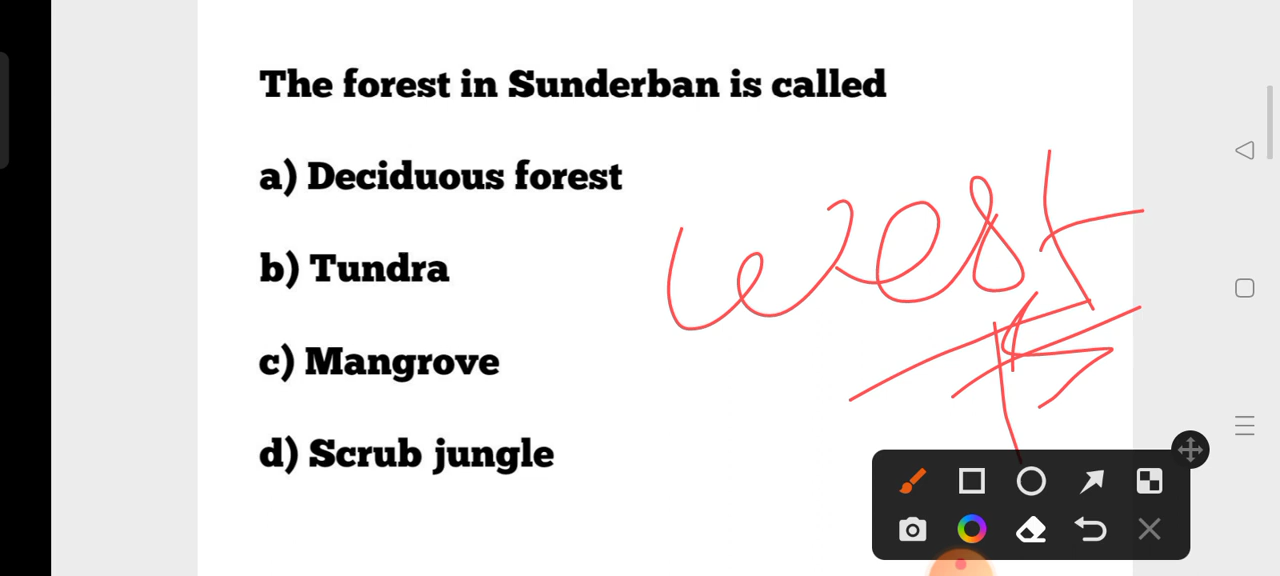 The forest in Sunderban is called
a) Deciduous forest
west
b) Tundra
c) Mangrove
d) Scrub jungle